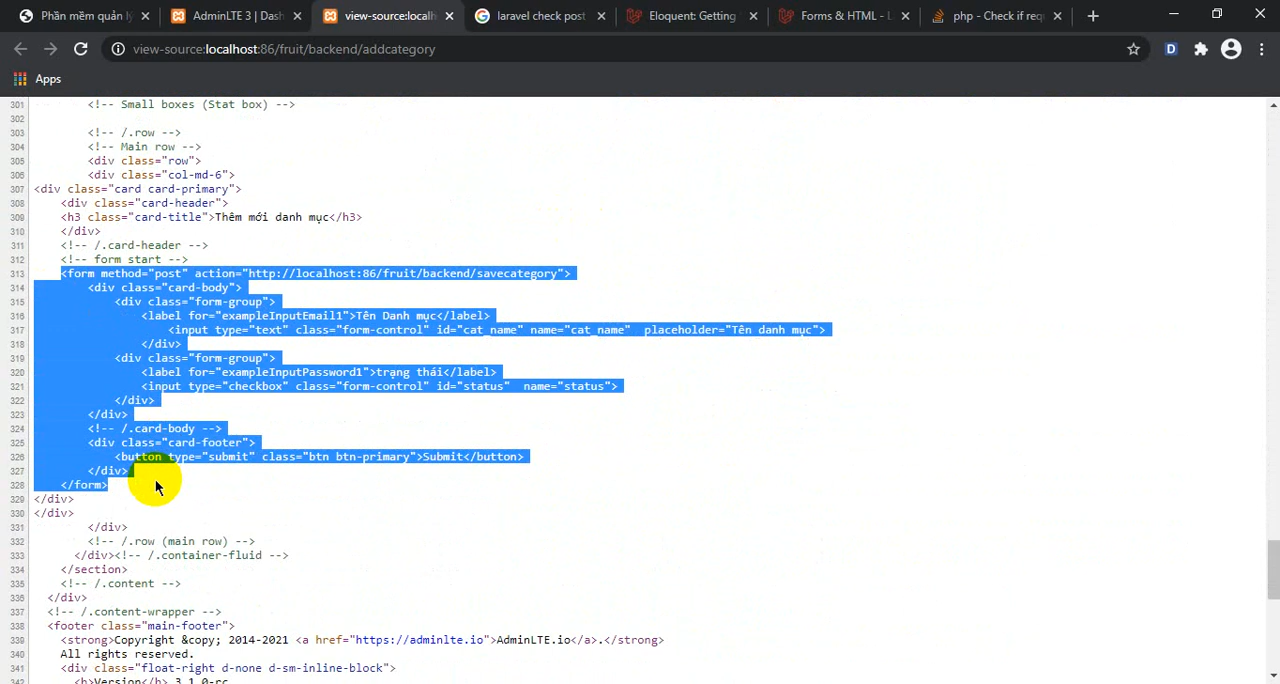 Phần mềm quản lý
AdminLTE 3 | Dash
view-source:localh
laravel check post
Eloquent: Getting
Forms & HTML - L
php - Check if req
view-source:localhost:86/fruit/backend/addcategory
D
Apps
301 <!-- Small boxes (Stat box) -->
302
303 <!-- /.row -->
304 <!-- Main row -->
305 <div class="row">
306 <div class="col-md-6">
307 <div class="card card-primary">
308 <div class="card-header">
309 <h3 class="card-title">Thêm mới danh mục</h3>
310 </div>
311 <!-- /.card-header -->
312 <!-- form start -->
313 <form method="post" action="http://localhost:86/fruit/backend/savecategory">
314 <div class="card-body">
315 <div class="form-group">
316 <label for="exampleInputEmail1">Tên Danh mục</label>
317 <input type="text" class="form-control" id="cat_name" name="cat_name"  placeholder="Tên danh mục">
318 </div>
319 <div class="form-group">
320 <label for="exampleInputPassword1">trạng thái</label>
321 <input type="checkbox" class="form-control" id="status"  name="status">
322 </div>
323 </div>
324 <!-- /.card-body -->
325 <div class="card-footer">
326 <button type="submit" class="btn btn-primary">Submit</button>
327 </div>
328 </form>
329 </div>
330 </div>
331 </div>
332 <!-- /.row (main row) -->
333 </div><!-- /.container-fluid -->
334 </section>
335 <!-- /.content -->
336 </div>
337 <!-- /.content-wrapper -->
338 <footer class="main-footer">
339 <strong>Copyright &copy; 2014-2021 <a href="https://adminlte.io">AdminLTE.io</a>.</strong>
340 All rights reserved.
341 <div class="float-right d-none d-sm-inline-block">
342 <b>Version</b> 3.1.0-rc